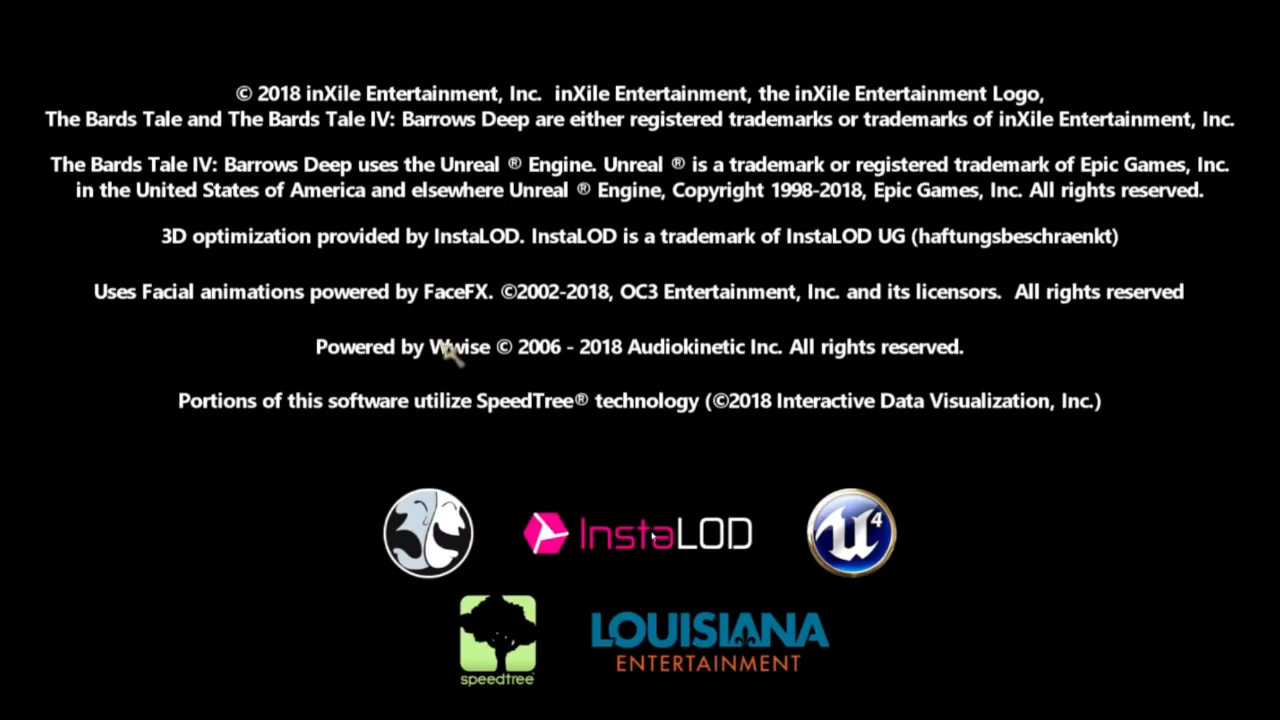 © 2018 inXile Entertainment, Inc.  inXile Entertainment, the inXile Entertainment Logo,
The Bards Tale and The Bards Tale IV: Barrows Deep are either registered trademarks or trademarks of inXile Entertainment, Inc.
The Bards Tale IV: Barrows Deep uses the Unreal ® Engine. Unreal ® is a trademark or registered trademark of Epic Games, Inc.
in the United States of America and elsewhere Unreal ® Engine, Copyright 1998-2018, Epic Games, Inc. All rights reserved.
3D optimization provided by InstaLOD. InstaLOD is a trademark of InstaLOD UG (haftungsbeschraenkt)
Uses Facial animations powered by FaceFX. ©2002-2018, OC3 Entertainment, Inc. and its licensors.  All rights reserved
Powered by Wwise © 2006 - 2018 Audiokinetic Inc. All rights reserved.
Portions of this software utilize SpeedTree® technology (©2018 Interactive Data Visualization, Inc.)
InstaLOD
U 4
speedtree
LOUISIANA
ENTERTAINMENT